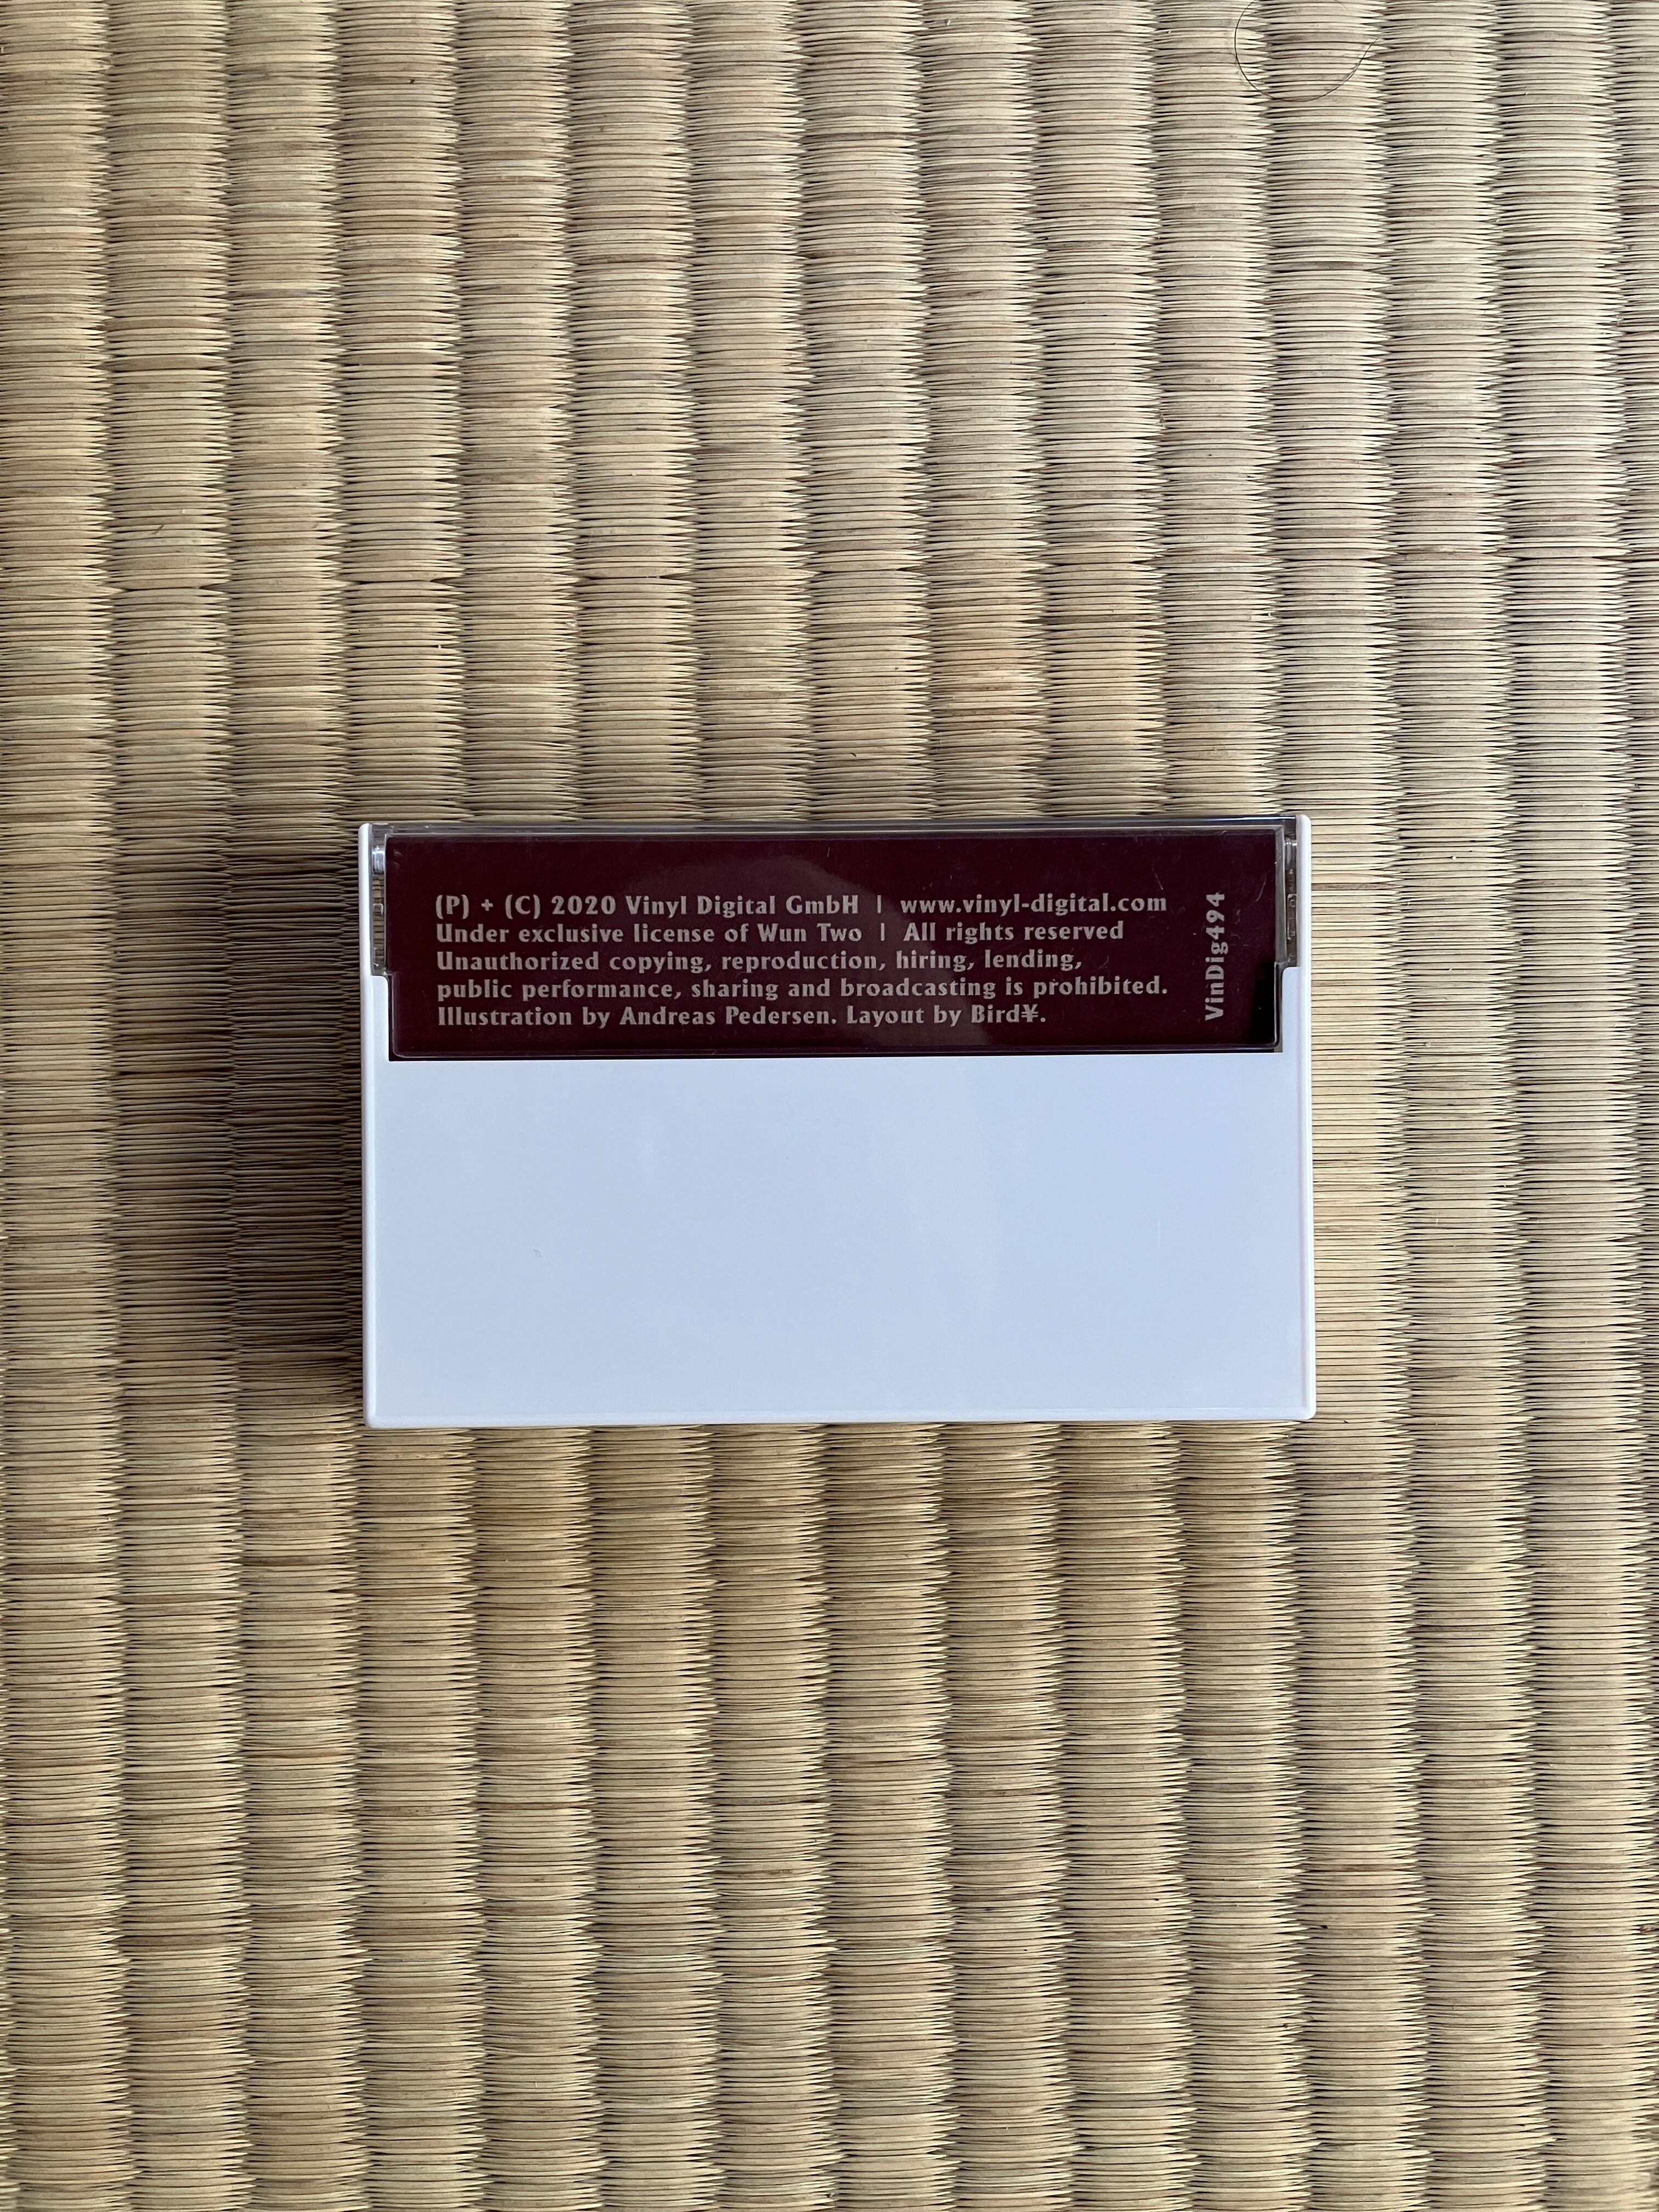 (P) + (C) 2020 Vinyl Digital GmbH | www.vinyl-digital.com
Under exclusive license of Wun Two | All rights reserved
Unauthorized copying, reproduction, hiring, lending,
public performance, sharing and broadcasting is prohibited.
Illustration by Andreas Pedersen. Layout by Bird¥.
VinDig494